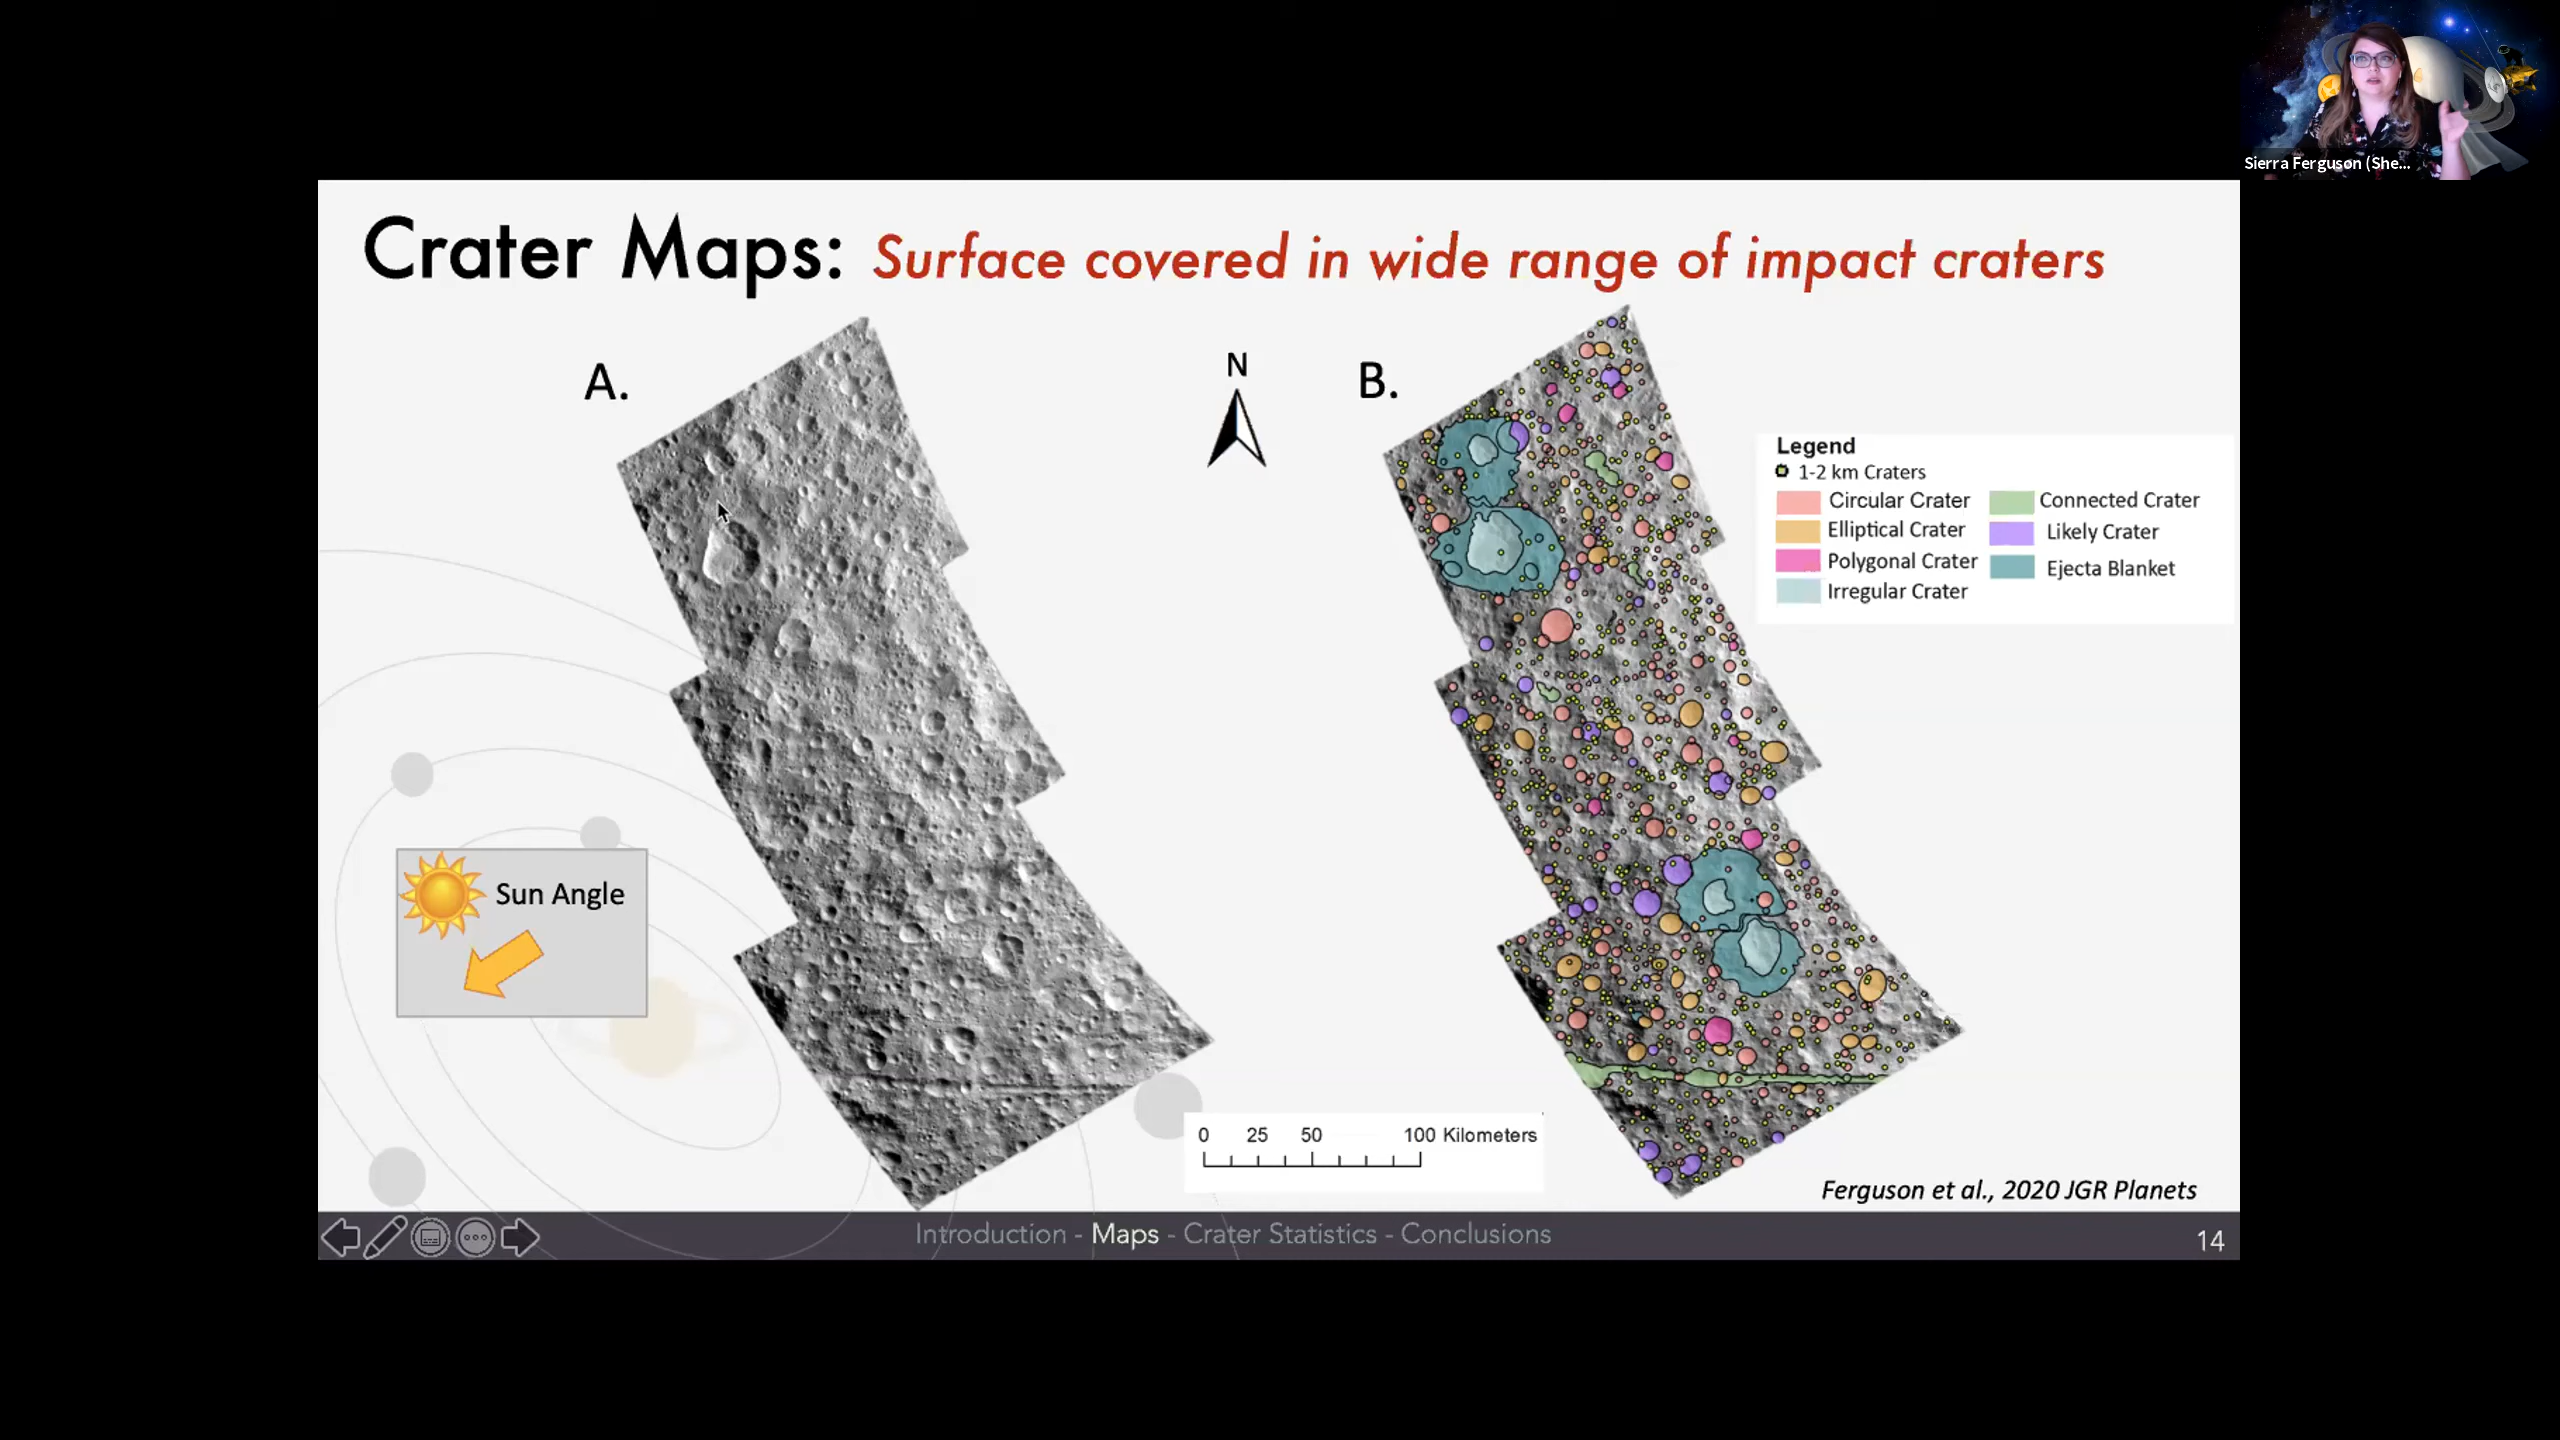 Sierra Ferguson (She...
Crater Maps: Surface covered in wide range of impact craters
A.
N
B.
Legend
1-2 km Craters
Circular Crater
Elliptical Crater
Polygonal Crater
Irregular Crater
Connected Crater
Likely Crater
Ejecta Blanket
Sun Angle
0 25 50 100 Kilometers
Ferguson et al., 2020 JGR Planets
Introduction - Maps - Crater Statistics - Conclusions
14